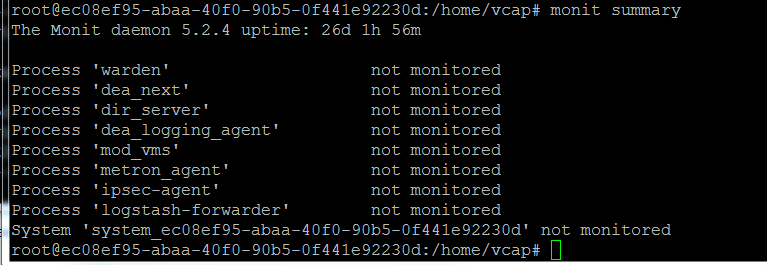 root@ec08ef95-abaa-40f0-90b5-0f441e92230d:/home/vcap# monit summary
The Monit daemon 5.2.4 uptime: 26d 1h 56m
Process 'warden' not monitored
Process 'dea_next' not monitored
Process 'dir_server' not monitored
Process 'dea_logging_agent' not monitored
Process 'mod_vms' not monitored
Process 'metron_agent' not monitored
Process 'ipsec-agent' not monitored
Process 'logstash-forwarder' not monitored
System 'system_ec08ef95-abaa-40f0-90b5-0f441e92230d' not monitored
root@ec08ef95-abaa-40f0-90b5-0f441e92230d:/home/vcap#